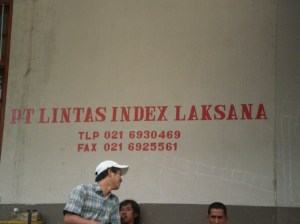 PT LINTAS INDEX LAKSANA
TLP 021 6930469
FAX 021 6925561